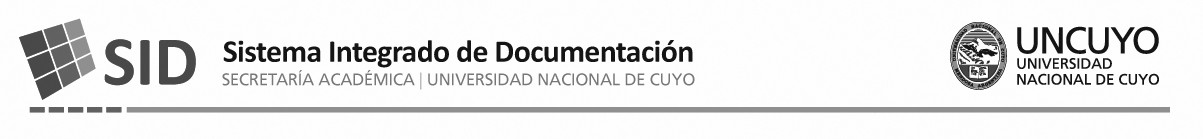 SID
Sistema Integrado de Documentación
SECRETARÍA ACADÉMICA | UNIVERSIDAD NACIONAL DE CUYO
UNCUYO
UNIVERSIDAD
NACIONAL DE CUYO